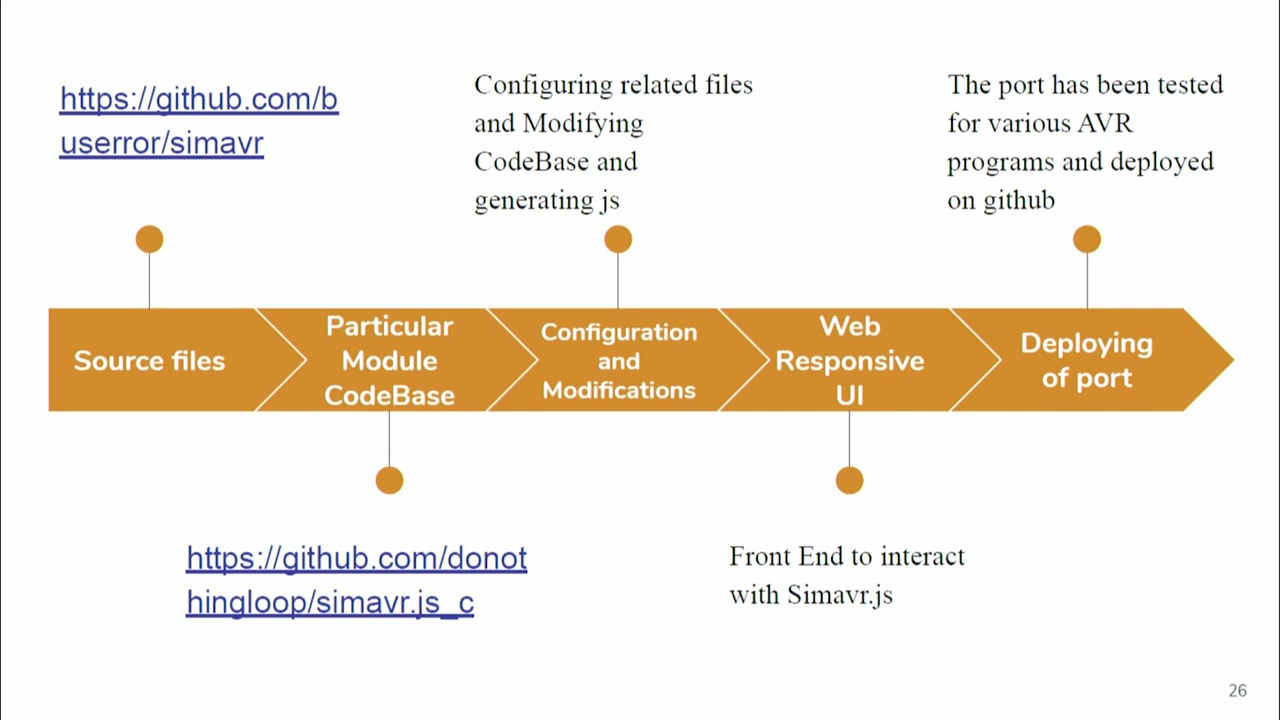 https://github.com/b
userror/simavr
Configuring related files
and Modifying
CodeBase and
generating js
The port has been tested
for various AVR
programs and deployed
on github
Source files
Particular
Module
CodeBase
Configuration
and
Modifications
Web
Responsive
UI
Deploying
of port
https://github.com/donot
hingloop/simavr.js_c
Front End to interact
with Simavr.js
26